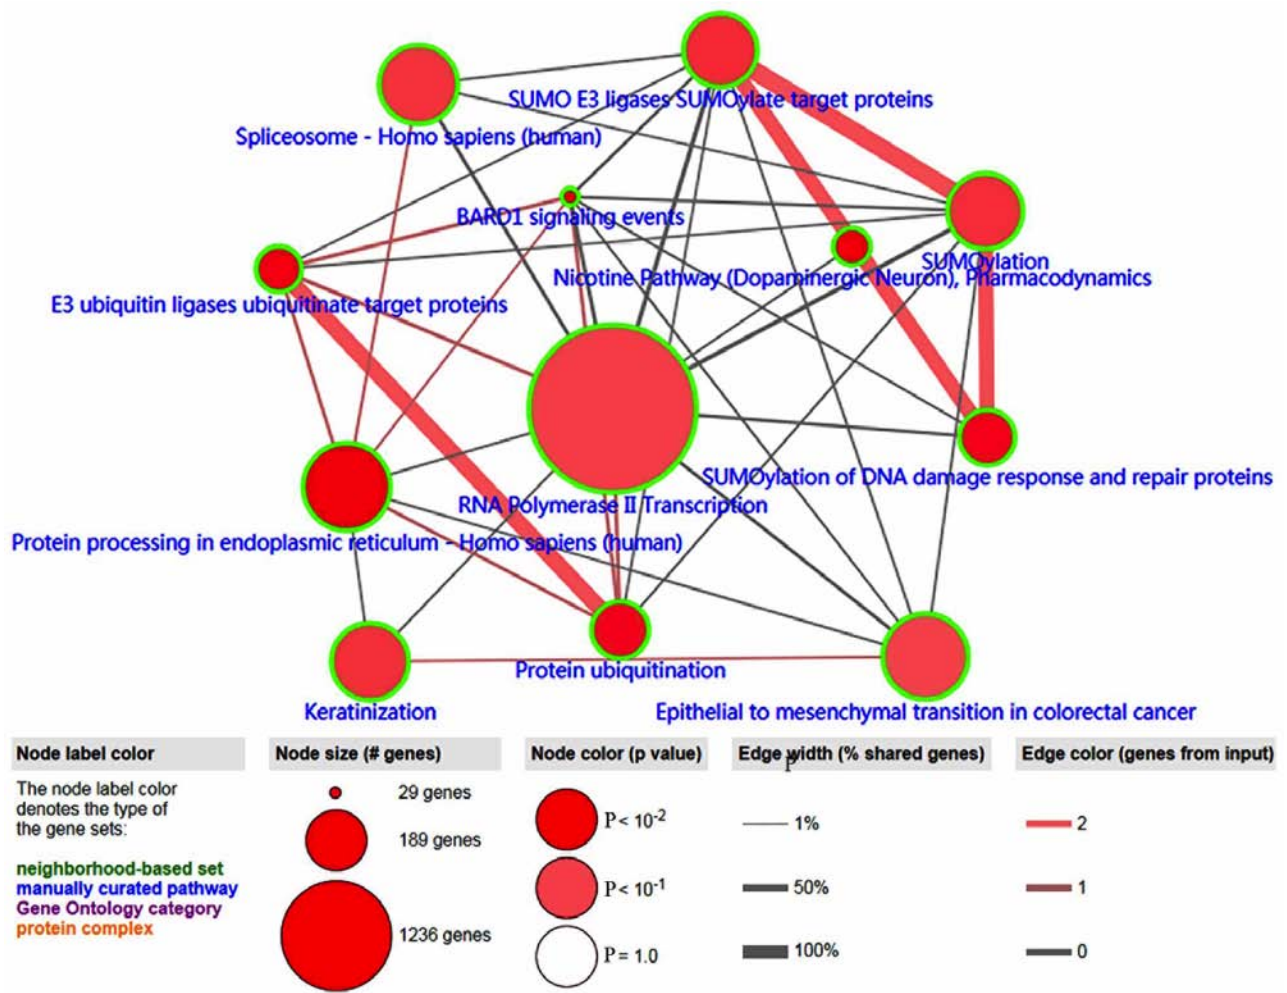 SUMO E3 ligases SUMOylate target proteins
Spliceosome - Homo sapiens (human)
BARD1 signaling events
SUMOylation
Nicotine Pathway (Dopaminergic Neuron), Pharmacodynamics
E3 ubiquitin ligases ubiquitinate target proteins
SUMOylation of DNA damage response and repair proteins
RNA Polymerase II Transcription
Protein processing in endoplasmic reticulum - Homo sapiens (human)
Protein ubiquitination
Keratinization
Epithelial to mesenchymal transition in colorectal cancer
Node label color
The node label color
denotes the type of
the gene sets:
neighborhood-based set
manually curated pathway
Gene Ontology category
protein complex
Node size (# genes)
29 genes
189 genes
1236 genes
Node color (p value)
P < 10-2
P < 10-1
P = 1.0
Edge width (% shared genes)
P
1%
50%
100%
Edge color (genes from input)
2
1
0